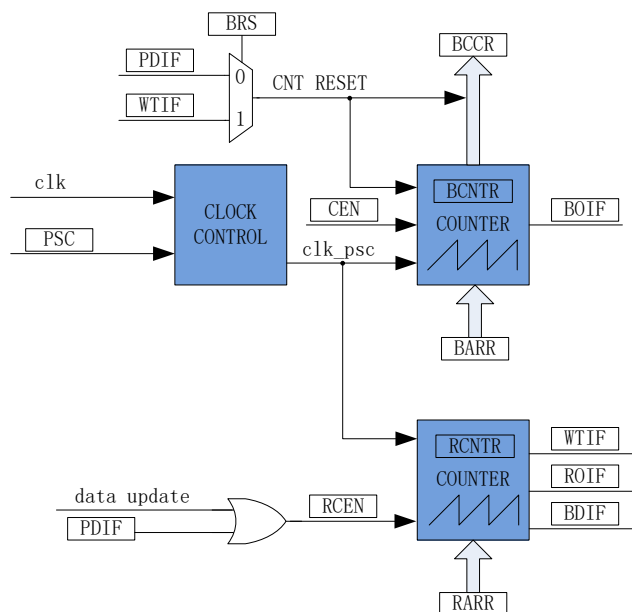 BRS
BCCR
PDIF
0
CNT RESET
WTIF
1
clk
CLOCK
CONTROL
PSC
clk_psc
CEN
BCNTR
COUNTER
BOIF
BARR
RCNTR
COUNTER
WTIF
ROIF
BDIF
data update
PDIF
RCEN
RARR